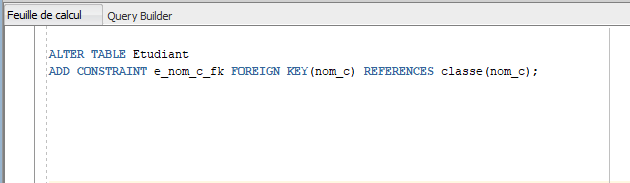 Feuille de calcul Query Builder
ALTER TABLE Etudiant
ADD CONSTRAINT e_nom_c_fk FOREIGN KEY(nom_c) REFERENCES classe(nom_c);